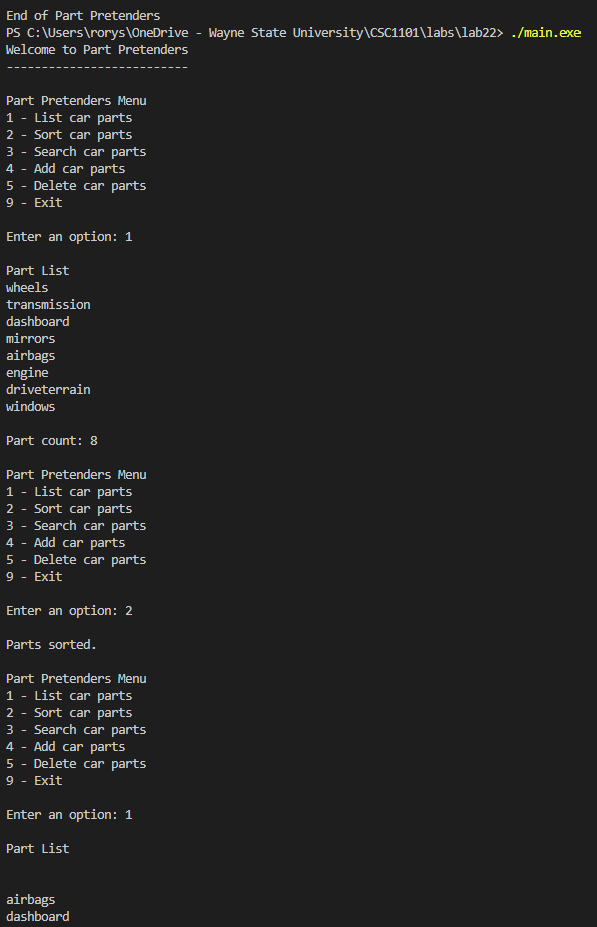 End of Part Pretenders
PS C:\Users\rorys\OneDrive - Wayne State University\CSC1101\labs\lab22> ./main.exe
Welcome to Part Pretenders
--------------------------
Part Pretenders Menu
1 - List car parts
2 - Sort car parts
3 - Search car parts
4 - Add car parts
5 - Delete car parts
9 - Exit
Enter an option: 1
Part List
wheels
transmission
dashboard
mirrors
airbags
engine
driveterrain
windows
Part count: 8
Part Pretenders Menu
1 - List car parts
2 - Sort car parts
3 - Search car parts
4 - Add car parts
5 - Delete car parts
9 - Exit
Enter an option: 2
Parts sorted.
Part Pretenders Menu
1 - List car parts
2 - Sort car parts
3 - Search car parts
4 - Add car parts
5 - Delete car parts
9 - Exit
Enter an option: 1
Part List
airbags
dashboard